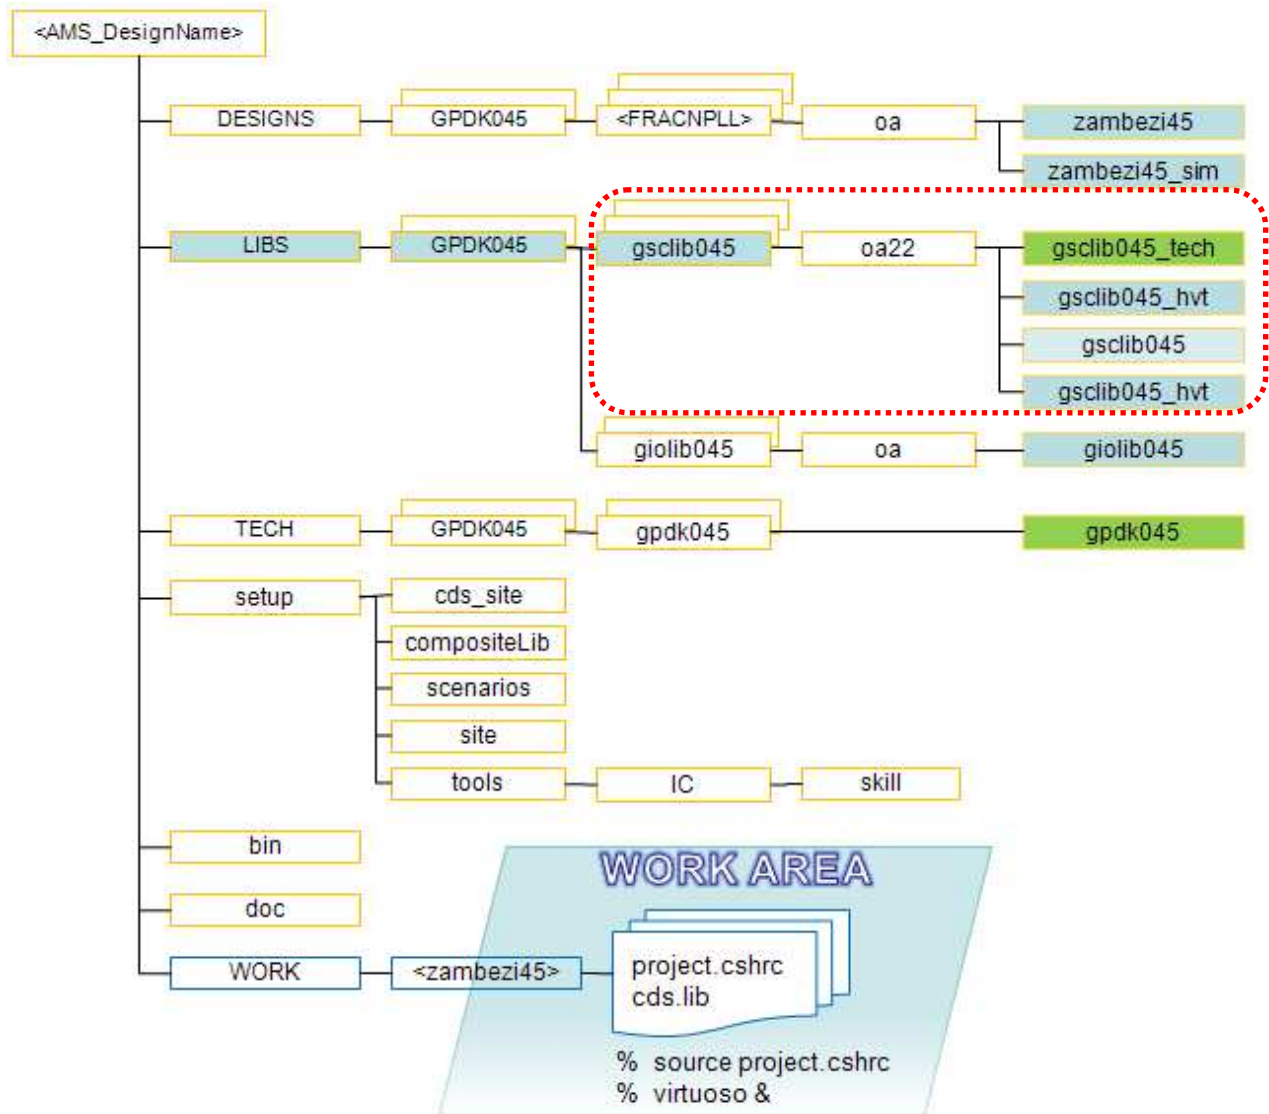 <AMS_DesignName>
DESIGNS GPDK045 <FRACNPLL> oa zambezi45
zambezi45_sim
LIBS GPDK045 gsclib045 oa22 gsclib045_tech
gsclib045_hvt
gsclib045
gsclib045_hvt
giolib045 oa giolib045
TECH GPDK045 gpdk045 gpdk045
setup cds_site
compositeLib
scenarios
site
tools IC skill
bin
WORK AREA
doc
WORK <zambezi45> project.cshrc
cds.lib
% source project.cshrc
% virtuoso &